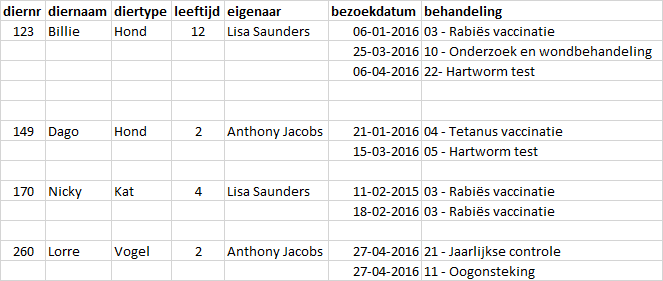 diernr diernaam diertype leeftijd eigenaar bezoekdatum behandeling
123 Billie Hond 12 Lisa Saunders 06-01-2016 03 - Rabiës vaccinatie
25-03-2016 10 - Onderzoek en wondbehandeling
06-04-2016 22- Hartworm test
149 Dago Hond 2 Anthony Jacobs 21-01-2016 04 - Tetanus vaccinatie
15-03-2016 05 - Hartworm test
170 Nicky Kat 4 Lisa Saunders 11-02-2015 03 - Rabiës vaccinatie
18-02-2016 03 - Rabiës vaccinatie
260 Lorre Vogel 2 Anthony Jacobs 27-04-2016 21 - Jaarlijkse controle
27-04-2016 11 - Oogonsteking